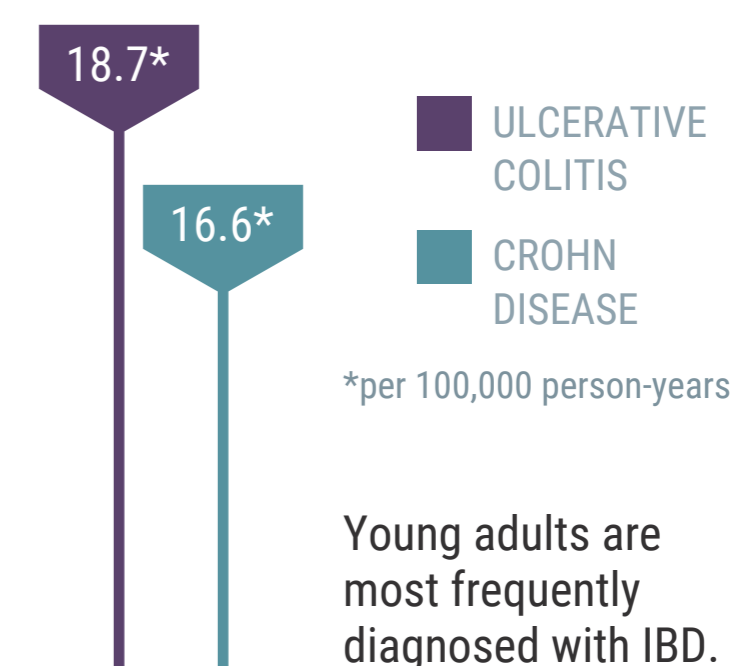 18.7*
16.6*
ULCERATIVE
COLITIS
CROHN
DISEASE
*per 100,000 person-years
Young adults are
most frequently
diagnosed with IBD.